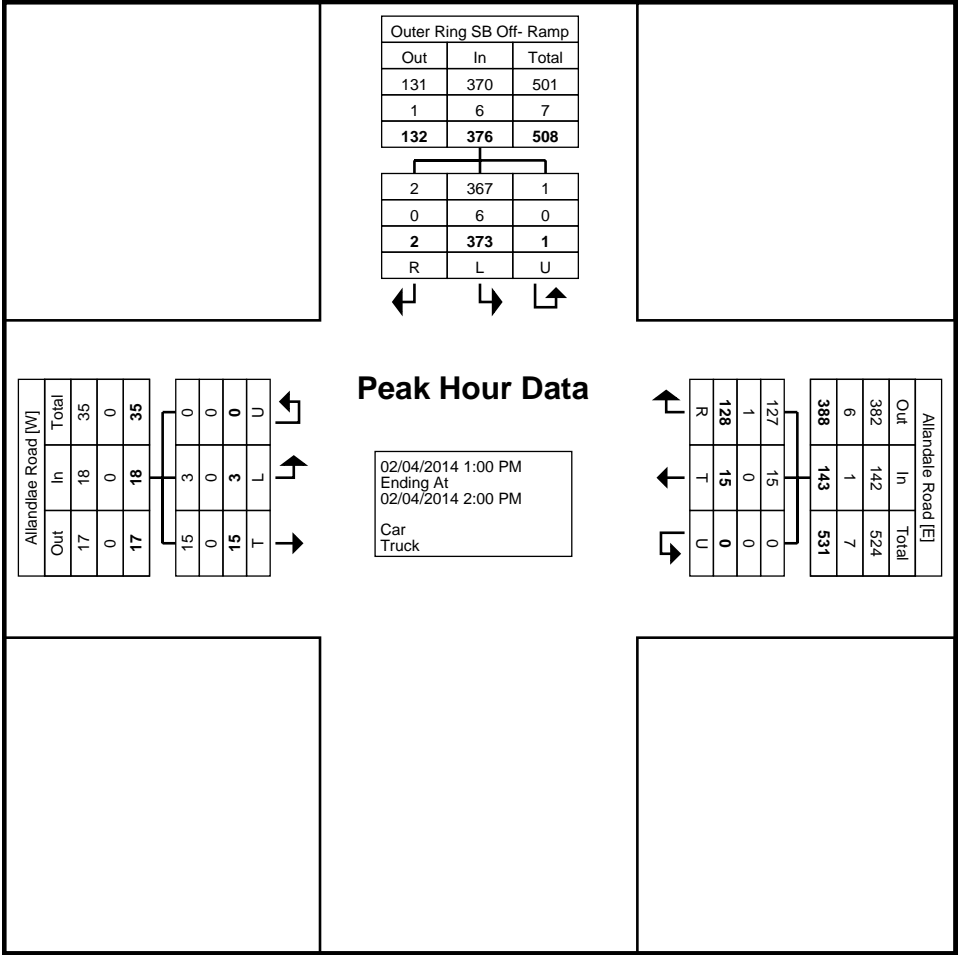 Outer Ring SB Off- Ramp
Out In Total
131 370 501
1 6 7
132 376 508
2 367 1
0 6 0
2 373 1
R L U
Peak Hour Data
02/04/2014 1:00 PM
Ending At
02/04/2014 2:00 PM
Car
Truck
Allandlae Road [W]
Out In Total
17 18 35
0 0 0
17 18 35
15 3 0
0 0 0
15 3 0
T L U
Allandale Road [E]
Out In Total
382 142 524
6 1 7
388 143 531
127 15 0
1 0 0
128 15 0
R T U